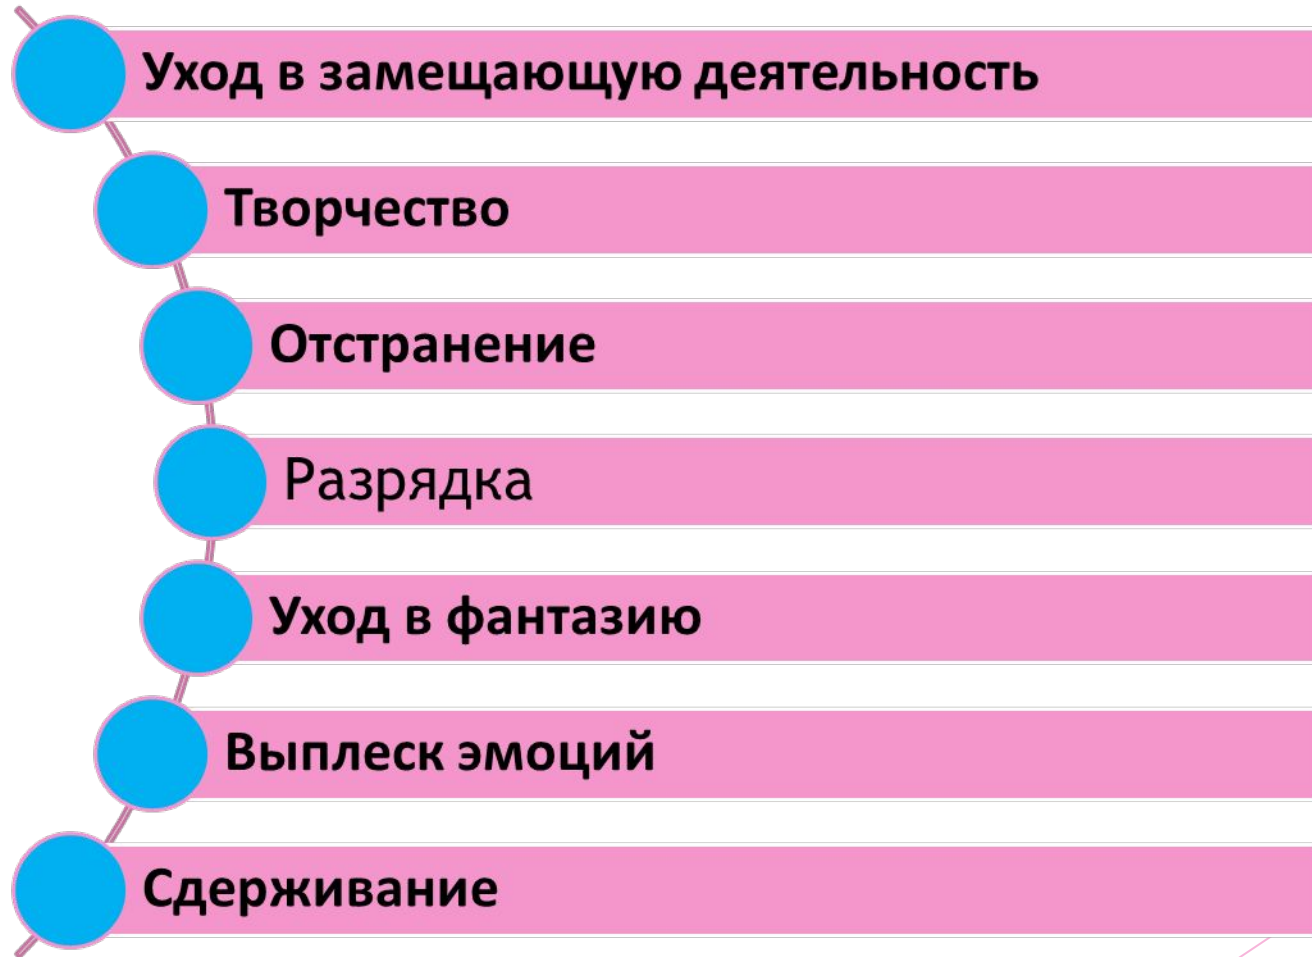 Уход в замещающую деятельность
Творчество
Отстранение
Разрядка
Уход в фантазию
Выплеск эмоций
Сдерживание